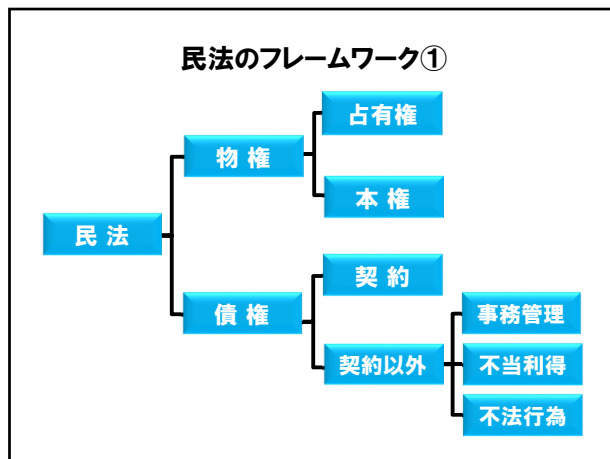 民法のフレームワーク①
占有権
物権
本権
民法
契約
債権
事務管理
契約以外
不当利得
不法行為